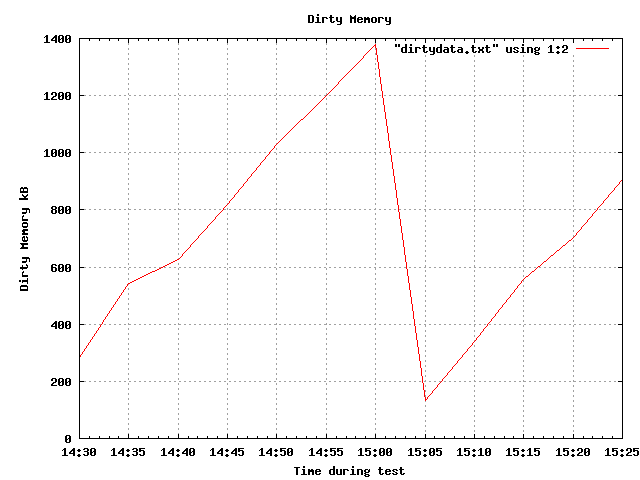 Dirty Memory
1400
"dirtydata.txt" using 1:2
1200
1000
800
Dirty Memory kB
600
400
200
0
14:30 14:35 14:40 14:45 14:50 14:55 15:00 15:05 15:10 15:15 15:20 15:25
Time during test